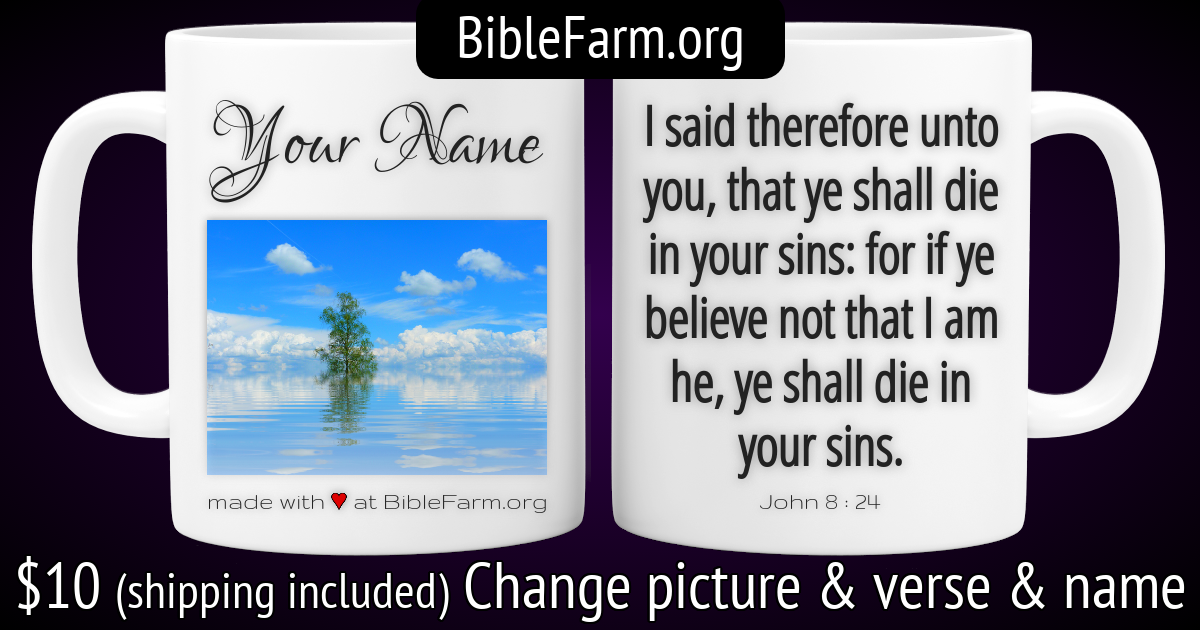 BibleFarm.org
Your Name
made with ♥ at BibleFarm.org
I said therefore unto
you, that ye shall die
in your sins: for if ye
believe not that I am
he, ye shall die in
your sins.
John 8 : 24
$10 (shipping included) Change picture & verse & name